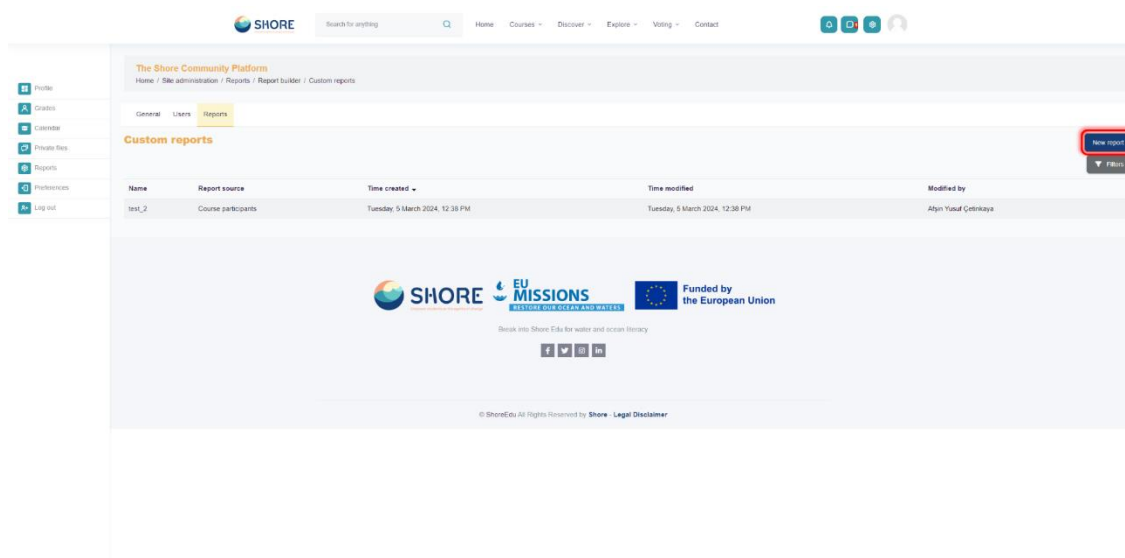 SHORE
Search for anything
Home Courses Discover Explore Voting Contact
The Shore Community Platform
Home / Site administration / Reports / Report builder / Custom reports
Profile
Grades
Calendar
Private files
Reports
Preferences
Log out
General Users Reports
Custom reports
New report
Filters
Name Report source Time created Time modified Modified by
test_2 Course participants Tuesday, 5 March 2024, 12:38 PM Tuesday, 5 March 2024, 12:38 PM Afşin Yusuf Çetinkaya
SHORE
EU
MISSIONS
RESTORE OUR OCEAN AND WATERS
Funded by
the European Union
Break into Shore Edu for water and ocean literacy.
© ShoreEdu All Rights Reserved by Shore - Legal Disclaimer